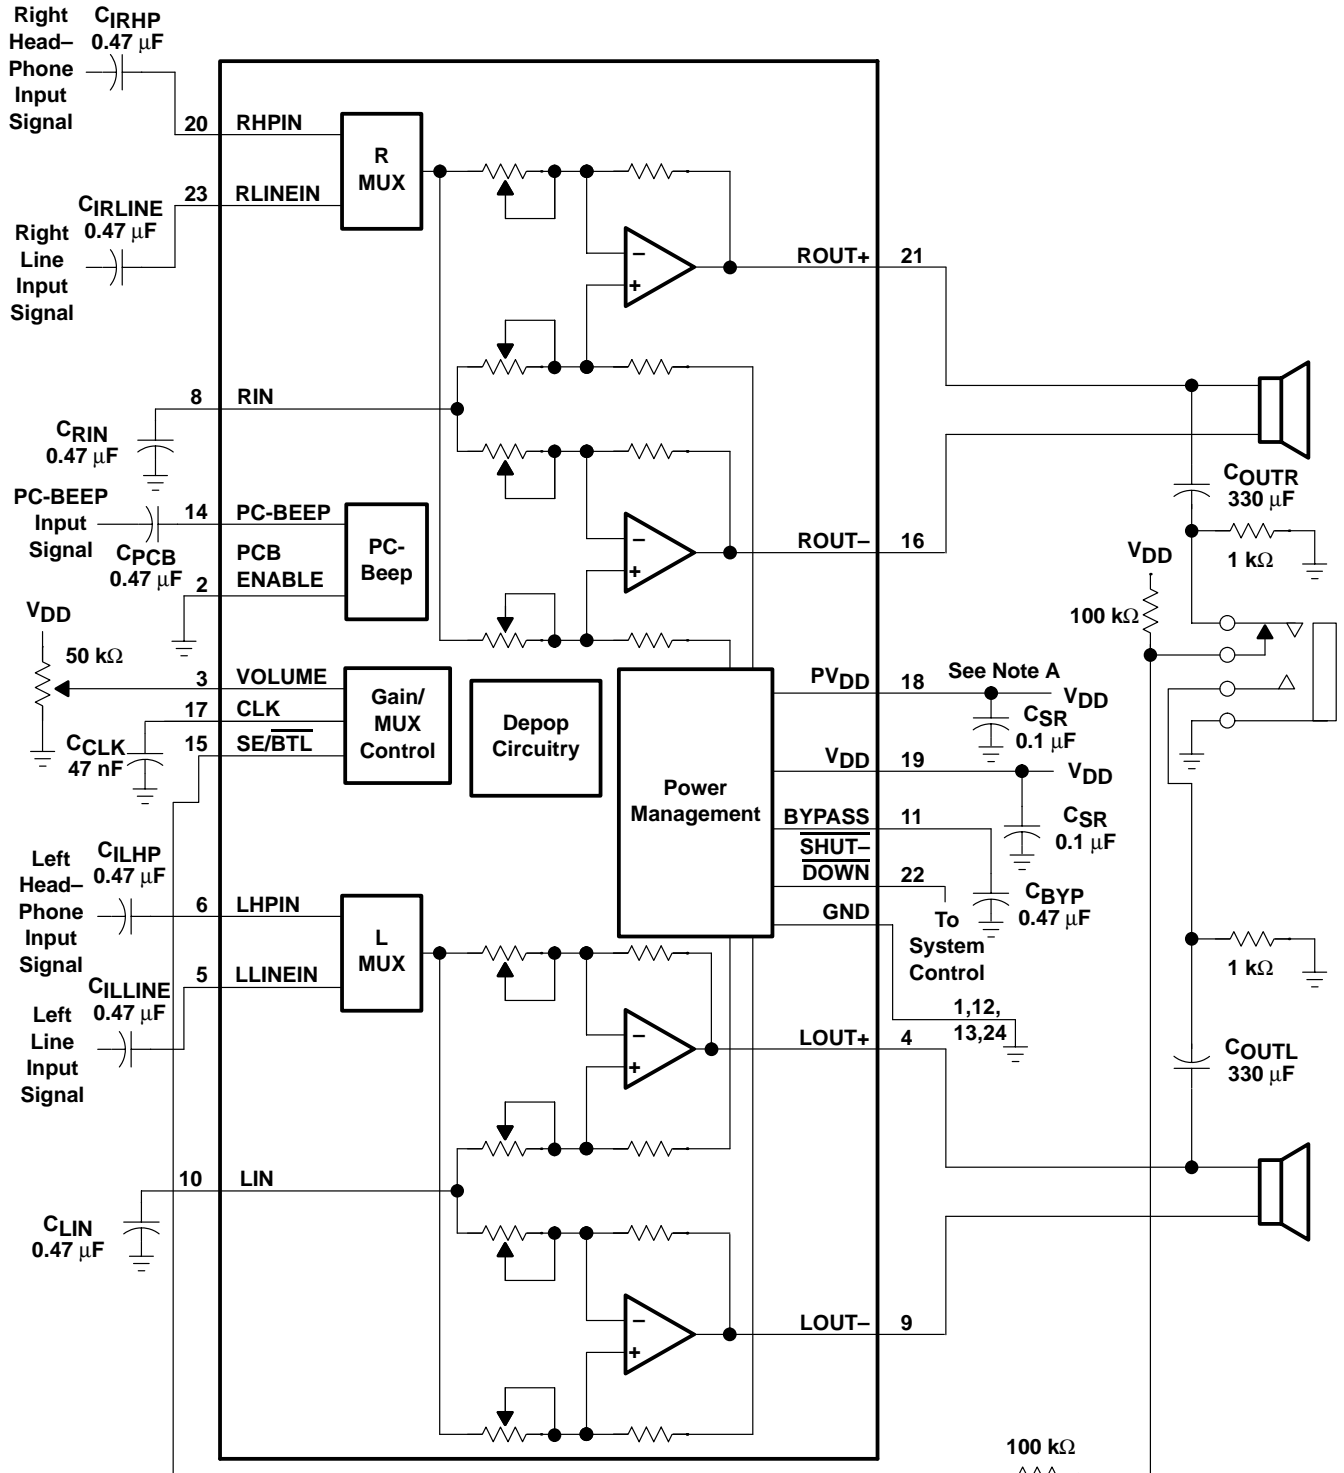 Right
Head–
Phone
Input
Signal
CIRHP
0.47 µF
20
RHPIN
R
MUX
23
RLINEIN
CIRLINE
0.47 µF
Right
Line
Input
Signal
−
+
ROUT+
21
8
RIN
CRIN
0.47 µF
COUTR
330 µF
PC-BEEP
Input
Signal
14
PC-BEEP
CPCB
0.47 µF
PCB
ENABLE
2
PC-
Beep
−
+
ROUT–
16
1 kΩ
VDD
100 kΩ
VDD
50 kΩ
3
VOLUME
17
CLK
15
SE/BTL
CCLK
47 nF
Gain/
MUX
Control
Depop
Circuitry
Power
Management
PVDD
18
See Note A
VDD
CSR
0.1 µF
VDD
19
VDD
CSR
0.1 µF
BYPASS
11
SHUT–
DOWN
22
CBYP
0.47 µF
To
System
Control
GND
1,12,
13,24
Left
Head–
Phone
Input
Signal
CILHP
0.47 µF
6
LHPIN
L
MUX
5
LLINEIN
CILLINE
0.47 µF
Left
Line
Input
Signal
1 kΩ
−
+
LOUT+
4
COUTL
330 µF
10
LIN
CLIN
0.47 µF
−
+
LOUT–
9
100 kΩ